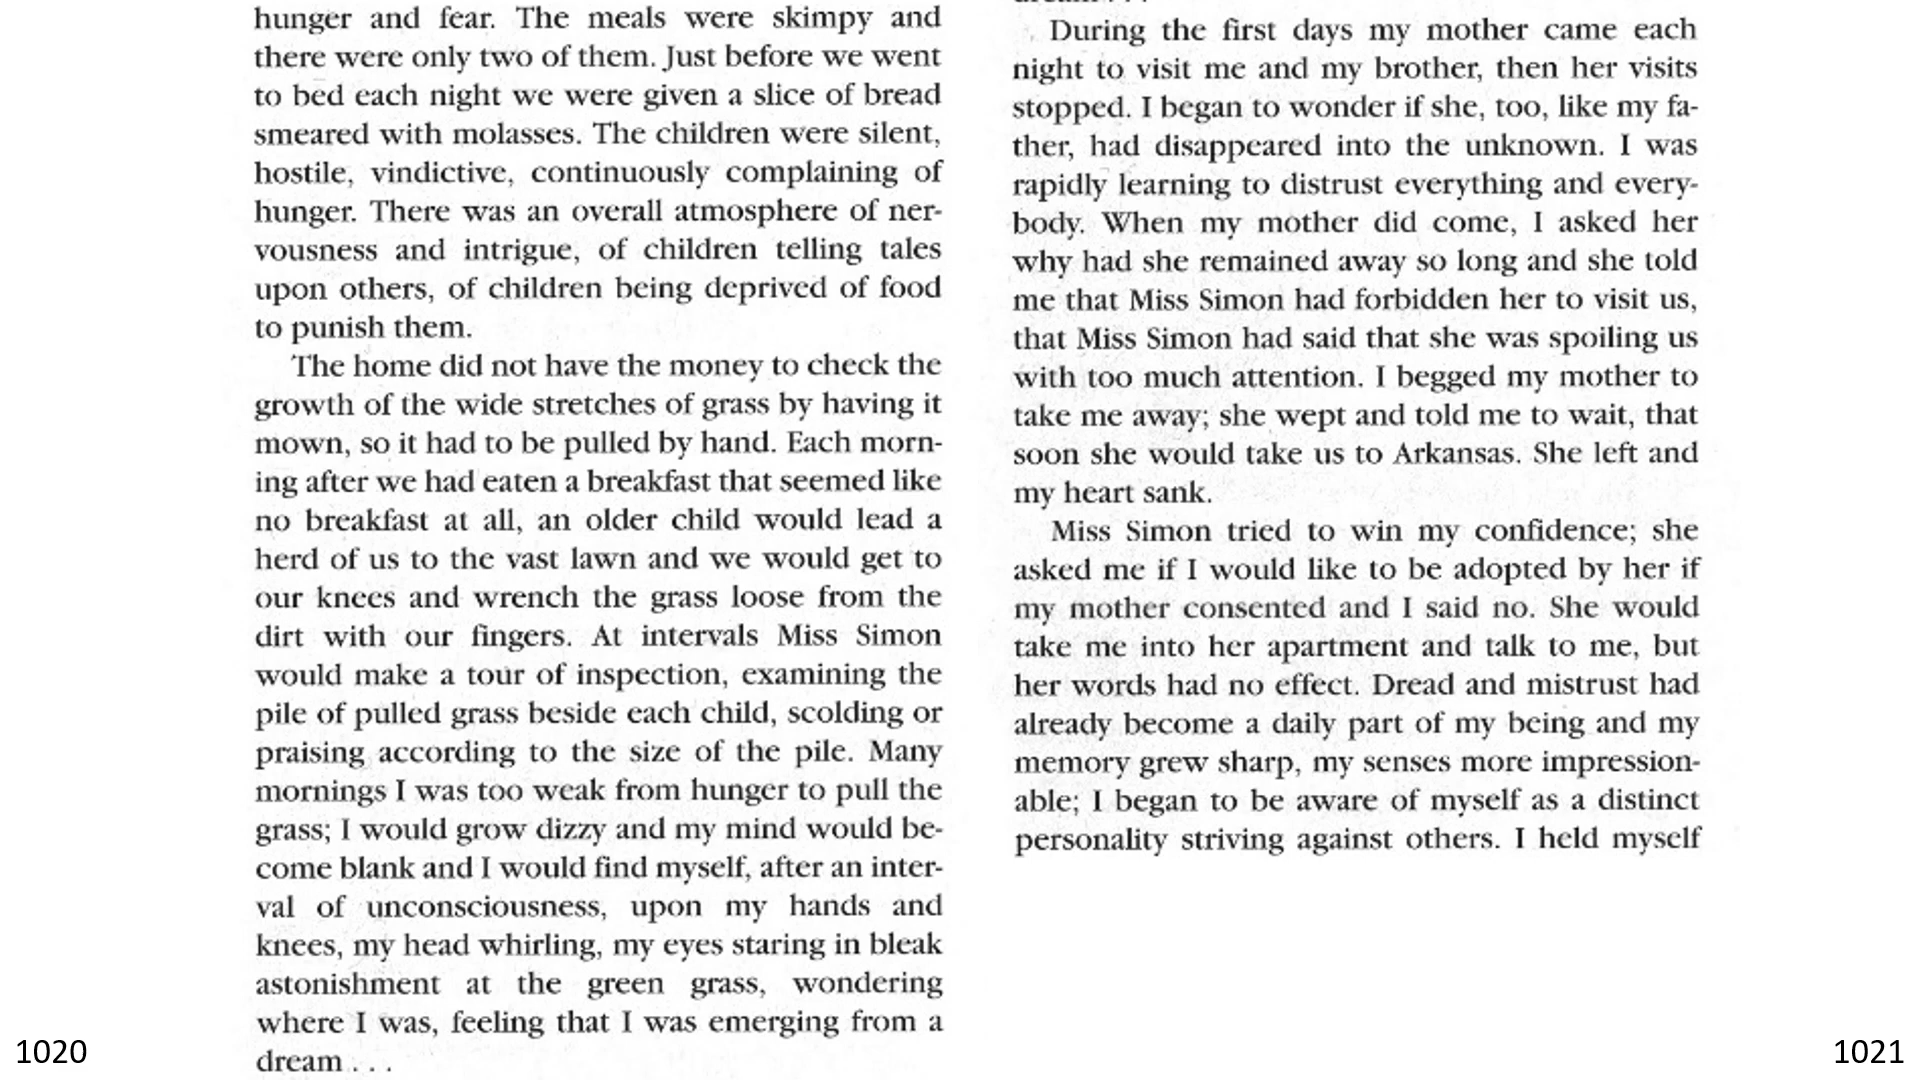 hunger and fear. The meals were skimpy and
there were only two of them. Just before we went
to bed each night we were given a slice of bread
smeared with molasses. The children were silent,
hostile, vindictive, continuously complaining of
hunger. There was an overall atmosphere of ner-
vousness and intrigue, of children telling tales
upon others, of children being deprived of food
to punish them.
The home did not have the money to check the
growth of the wide stretches of grass by having it
mown, so it had to be pulled by hand. Each morn-
ing after we had eaten a breakfast that seemed like
no breakfast at all, an older child would lead a
herd of us to the vast lawn and we would get to
our knees and wrench the grass loose from the
dirt with our fingers. At intervals Miss Simon
would make a tour of inspection, examining the
pile of pulled grass beside each child, scolding or
praising according to the size of the pile. Many
mornings I was too weak from hunger to pull the
grass; I would grow dizzy and my mind would be-
come blank and I would find myself, after an inter-
val of unconsciousness, upon my hands and
knees, my head whirling, my eyes staring in bleak
astonishment at the green grass, wondering
where I was, feeling that I was emerging from a
dream . . .
1020
During the first days my mother came each
night to visit me and my brother, then her visits
stopped. I began to wonder if she, too, like my fa-
ther, had disappeared into the unknown. I was
rapidly learning to distrust everything and every-
body. When my mother did come, I asked her
why had she remained away so long and she told
me that Miss Simon had forbidden her to visit us,
that Miss Simon had said that she was spoiling us
with too much attention. I begged my mother to
take me away; she wept and told me to wait, that
soon she would take us to Arkansas. She left and
my heart sank.
Miss Simon tried to win my confidence; she
asked me if I would like to be adopted by her if
my mother consented and I said no. She would
take me into her apartment and talk to me, but
her words had no effect. Dread and mistrust had
already become a daily part of my being and my
memory grew sharp, my senses more impression-
able; I began to be aware of myself as a distinct
personality striving against others. I held myself
1021